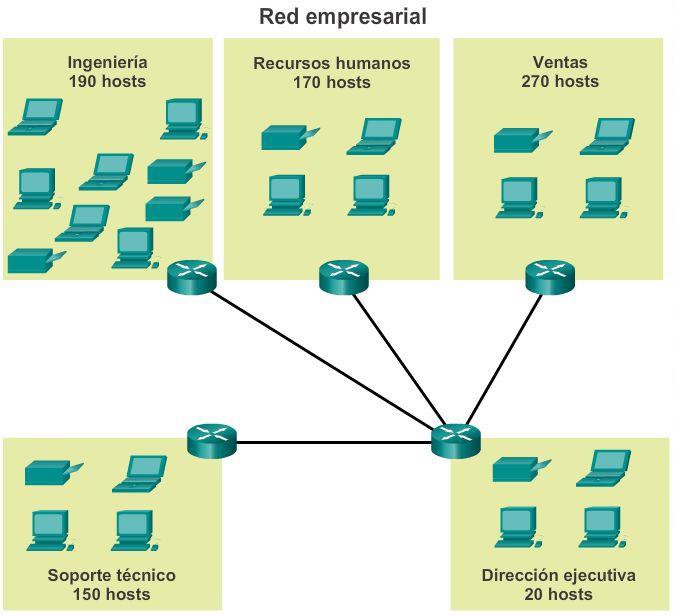 Red empresarial
Ingeniería
190 hosts
Recursos humanos
170 hosts
Ventas
270 hosts
Soporte técnico
150 hosts
Dirección ejecutiva
20 hosts